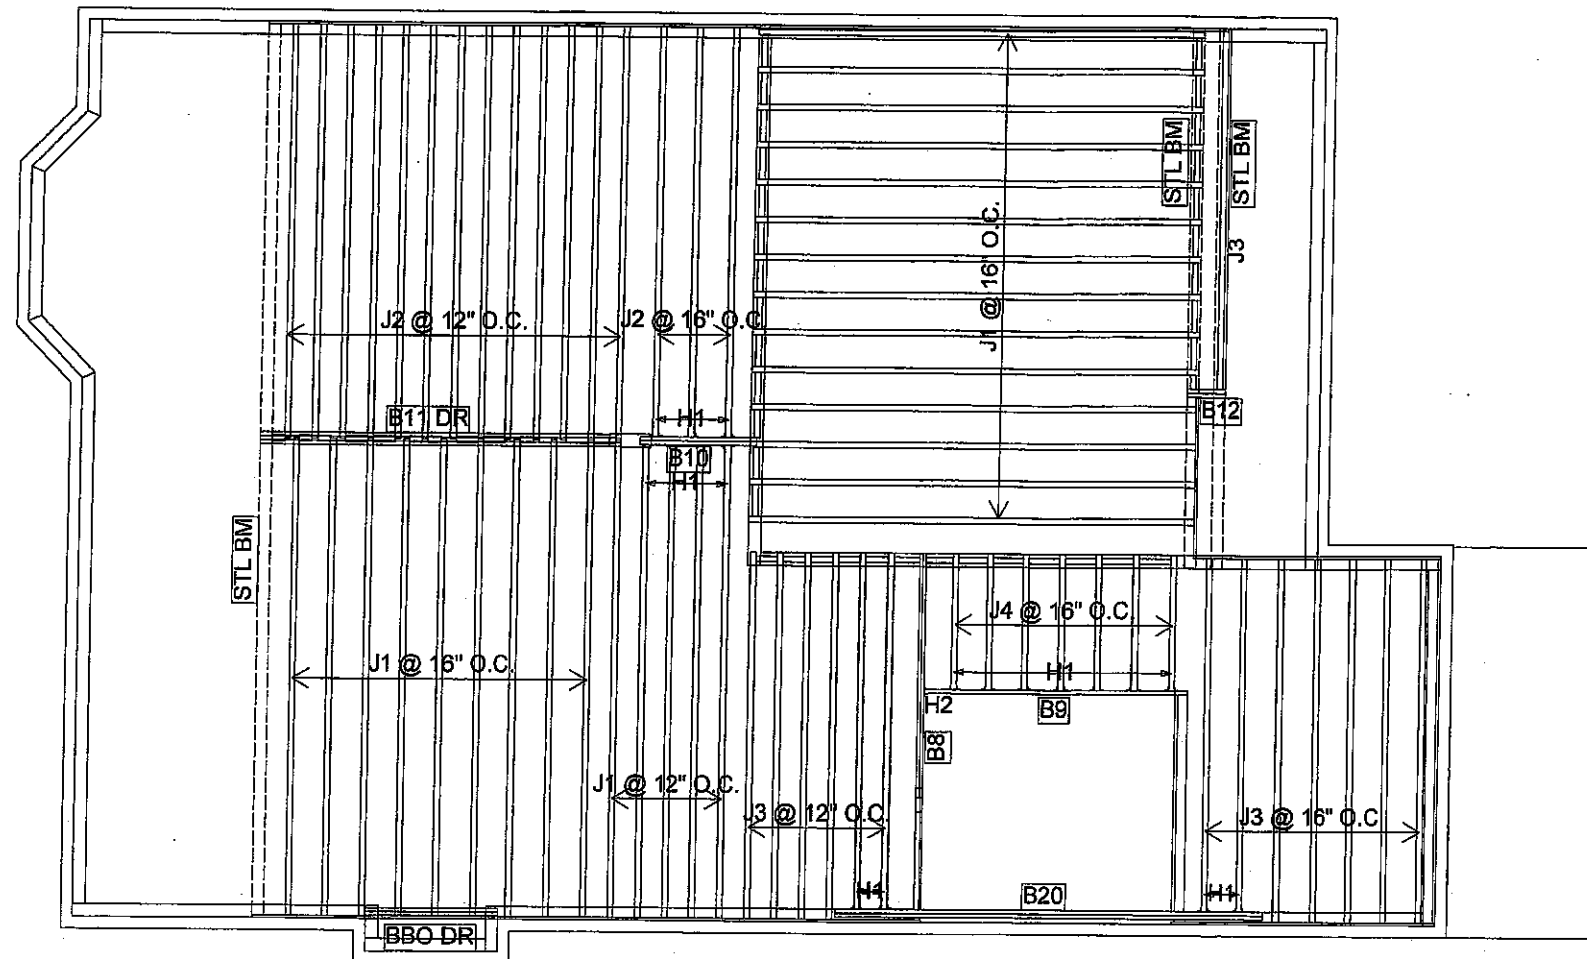 STL BM
STL BM
J1 @ 16" O.C.
J3
J2 @ 12" O.C.
J2 @ 16" O.C
B11 DR
H1
B12
B10
H1
STL BM
J4 @ 16" O.C.
J1 @ 16" O.C.
H1
H2
B9
B8
J1 @ 12" O.C.
J3 @ 12" O.C.
J3 @ 16" O.C
H1
B20
H1
BBO DR